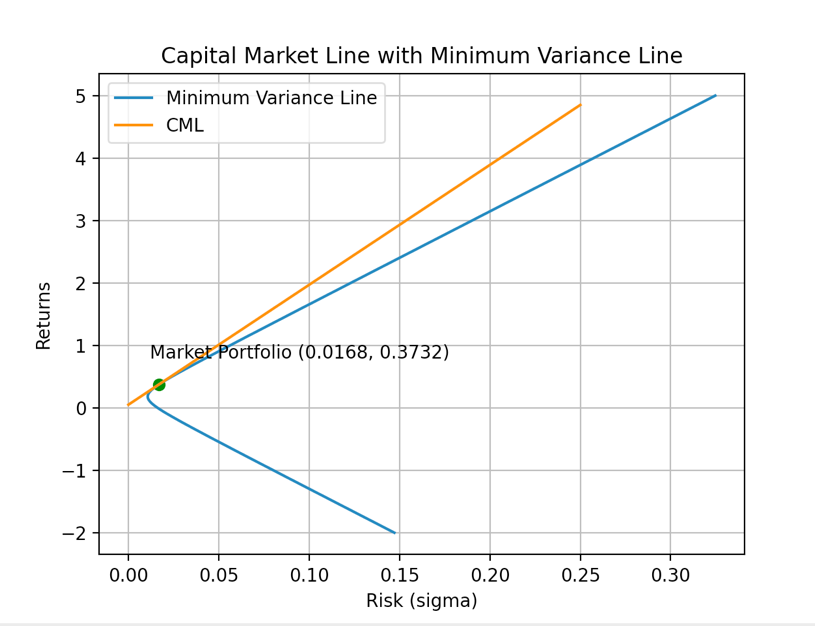 Capital Market Line with Minimum Variance Line
Minimum Variance Line
CML
5
4
3
2
1
0
−1
−2
Returns
Market Portfolio (0.0168, 0.3732)
0.00 0.05 0.10 0.15 0.20 0.25 0.30
Risk (sigma)